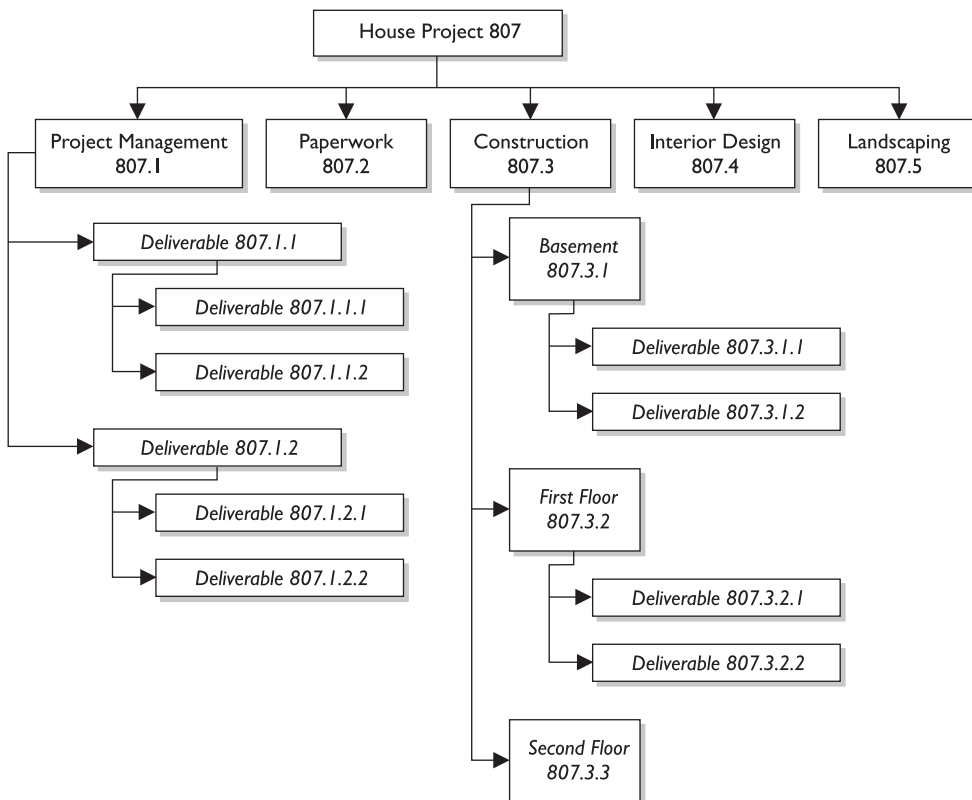 House Project 807
Project Management
807.1
Paperwork
807.2
Construction
807.3
Interior Design
807.4
Landscaping
807.5
Deliverable 807.1.1
Deliverable 807.1.1.1
Deliverable 807.1.1.2
Deliverable 807.1.2
Deliverable 807.1.2.1
Deliverable 807.1.2.2
Basement
807.3.1
Deliverable 807.3.1.1
Deliverable 807.3.1.2
First Floor
807.3.2
Deliverable 807.3.2.1
Deliverable 807.3.2.2
Second Floor
807.3.3